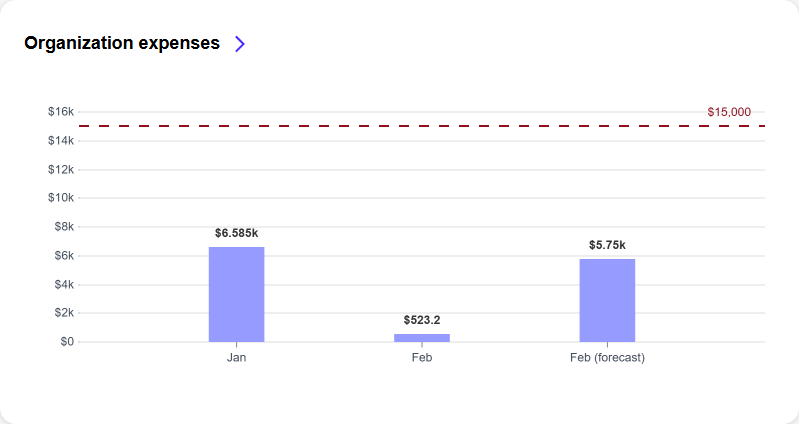 Organization expenses
$16k
$15,000
$14k
$12k
$10k
$8k
$6.585k
$5.75k
$6k
$4k
$523.2
$2k
$0
Jan
Feb
Feb (forecast)